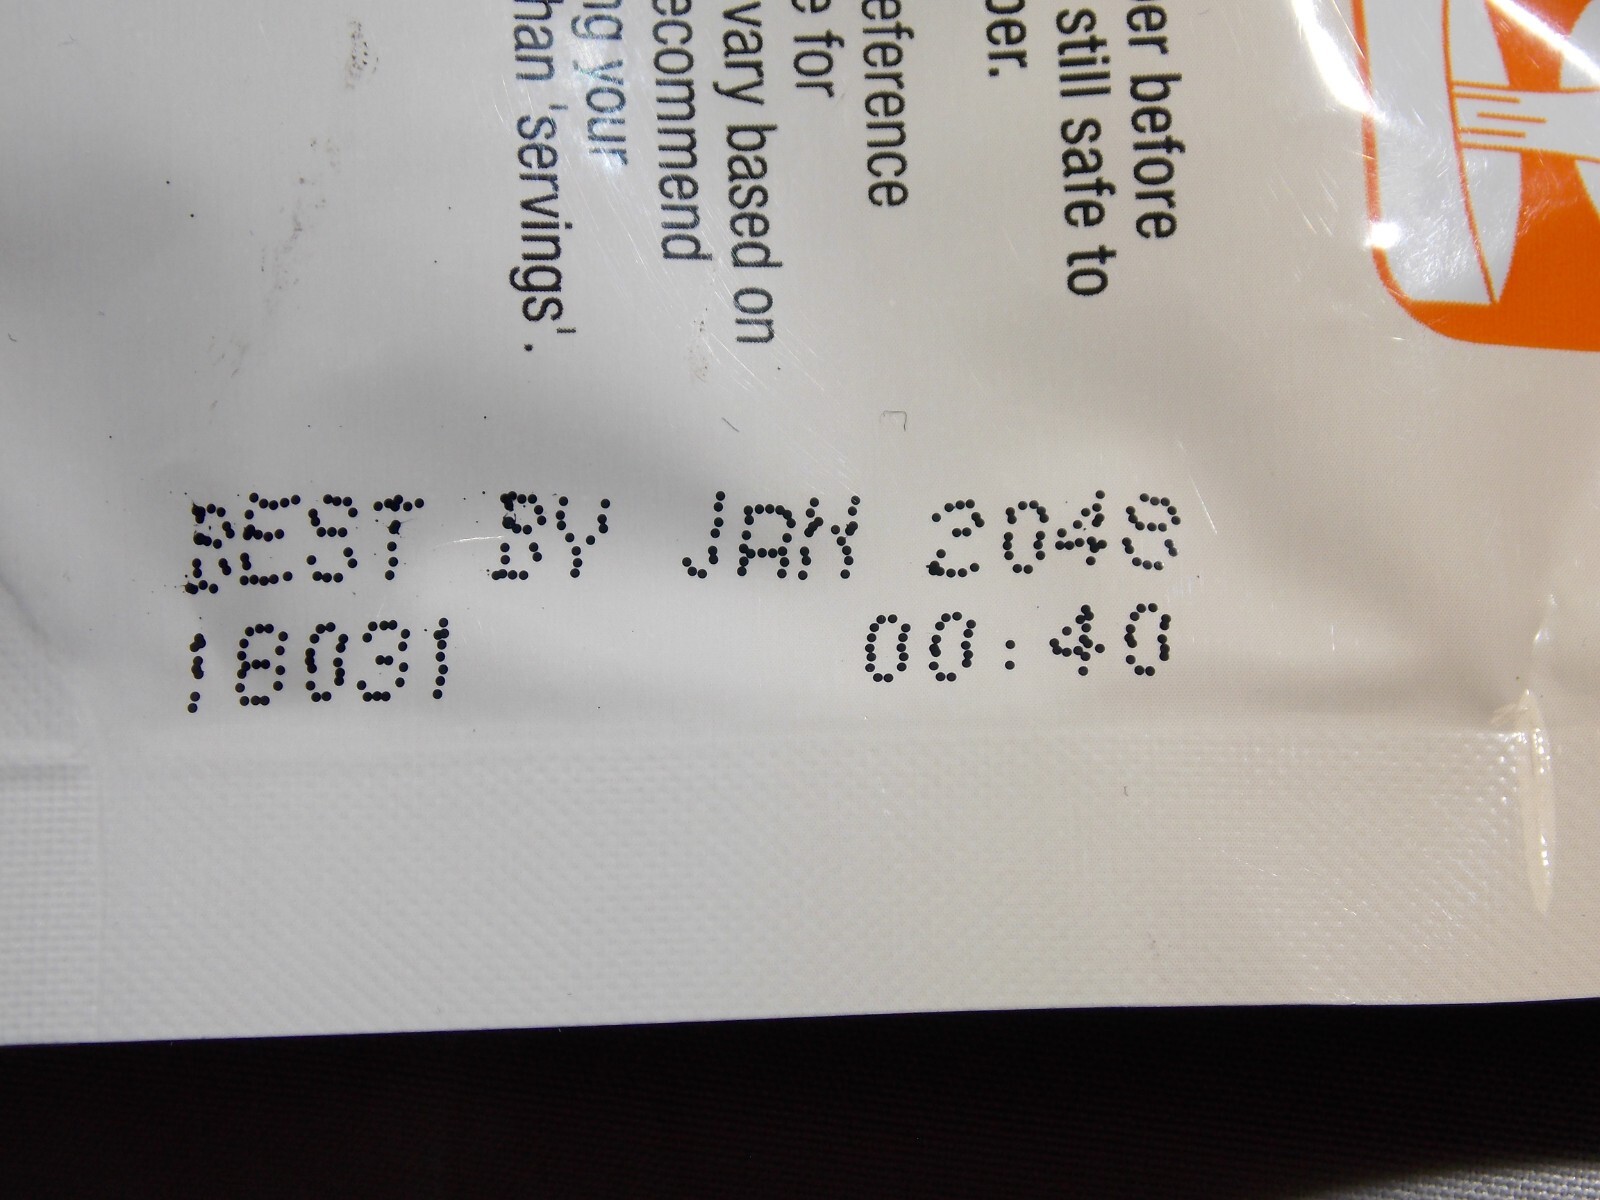 per before
still safe to
per.
eference
e for
vary based on
ecommend
ng your
han 'servings'.
BEST BY JAN 2048
18031 00:40